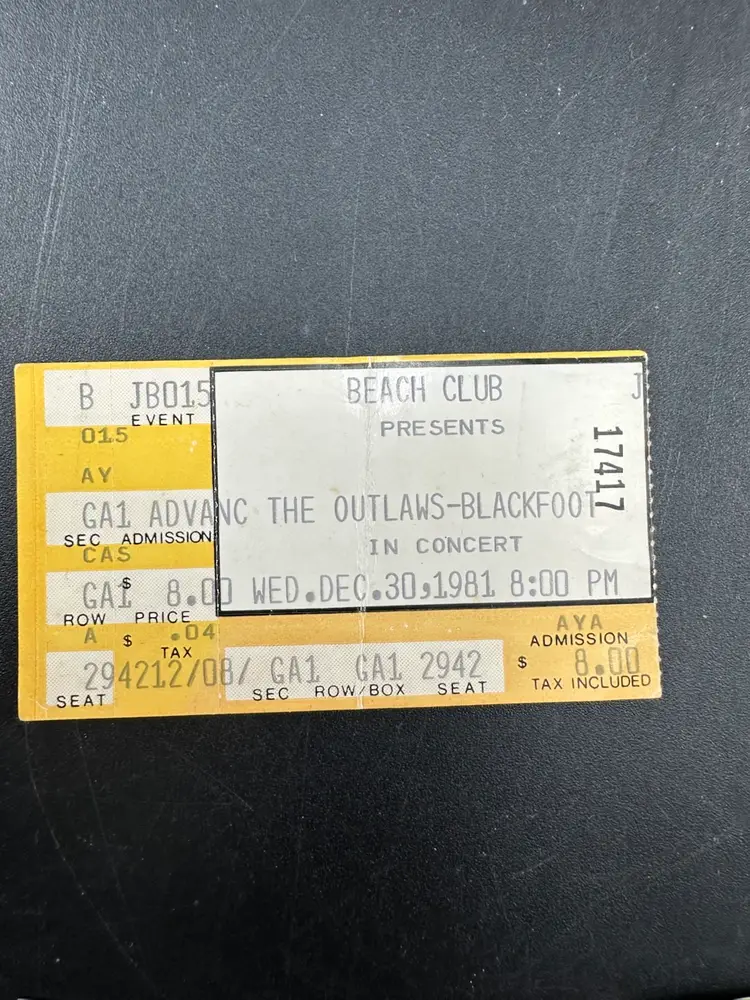 B JB015 BEACH CLUB J
EVENT
015 PRESENTS
17417
AY
GA1 ADVANC THE OUTLAWS-BLACKFOOT
SEC ADMISSION IN CONCERT
CAS
GA1 $ 8.00 WED.DEC.30,1981 8:00 PM
ROW PRICE
A $ .04 AYA
TAX ADMISSION
294212/08/ GA1 GA1 2942 $ 8.00
SEAT SEC ROW/BOX SEAT TAX INCLUDED